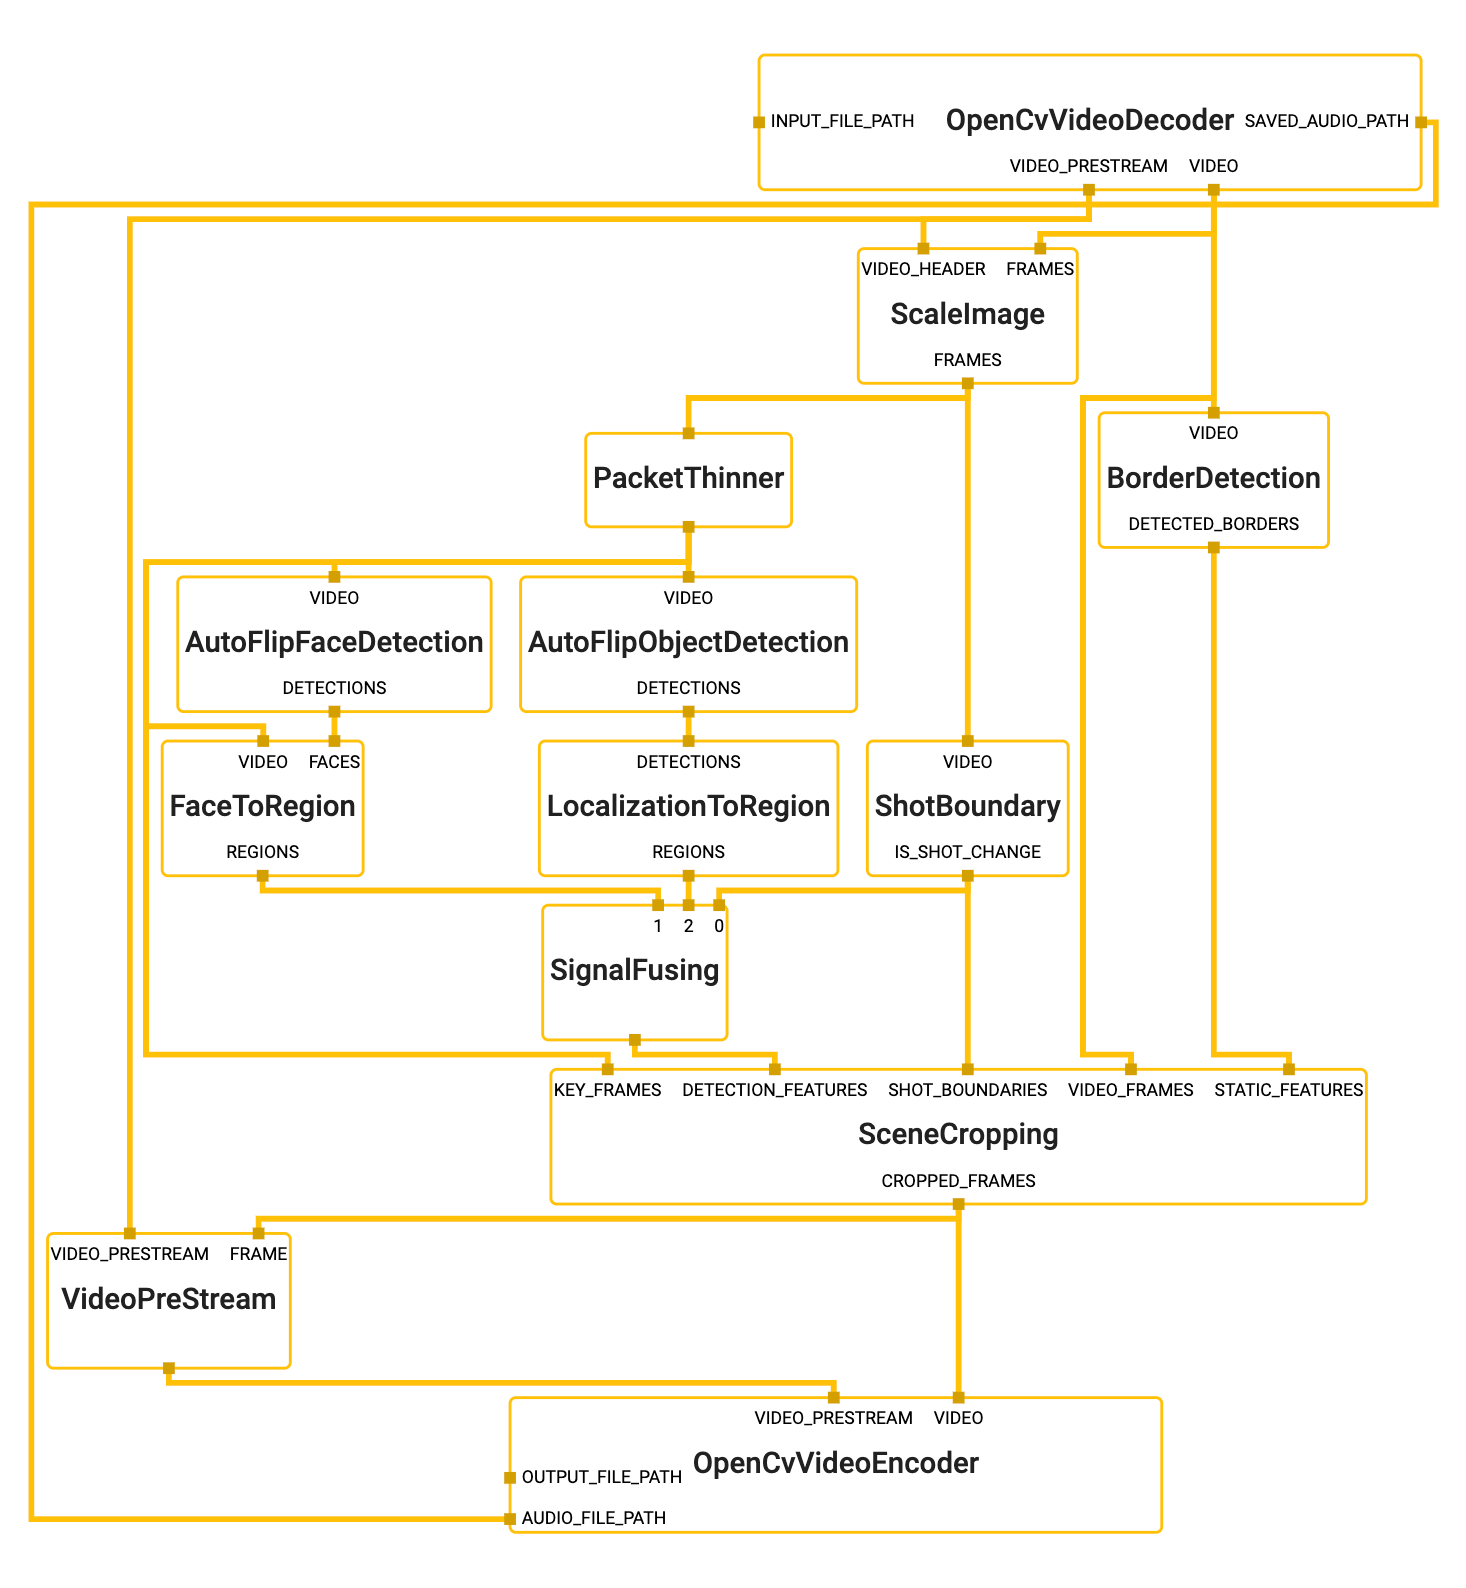 INPUT_FILE_PATH OpenCvVideoDecoder SAVED_AUDIO_PATH
VIDEO_PRESTREAM VIDEO
VIDEO_HEADER FRAMES
ScaleImage
FRAMES
PacketThinner
VIDEO
BorderDetection
DETECTED_BORDERS
VIDEO
AutoFlipFaceDetection
DETECTIONS
VIDEO
AutoFlipObjectDetection
DETECTIONS
VIDEO FACES
FaceToRegion
REGIONS
DETECTIONS
LocalizationToRegion
REGIONS
VIDEO
ShotBoundary
IS_SHOT_CHANGE
1 2 0
SignalFusing
KEY_FRAMES DETECTION_FEATURES SHOT_BOUNDARIES VIDEO_FRAMES STATIC_FEATURES
SceneCropping
CROPPED_FRAMES
VIDEO_PRESTREAM FRAME
VideoPreStream
VIDEO_PRESTREAM VIDEO
OpenCvVideoEncoder
OUTPUT_FILE_PATH
AUDIO_FILE_PATH